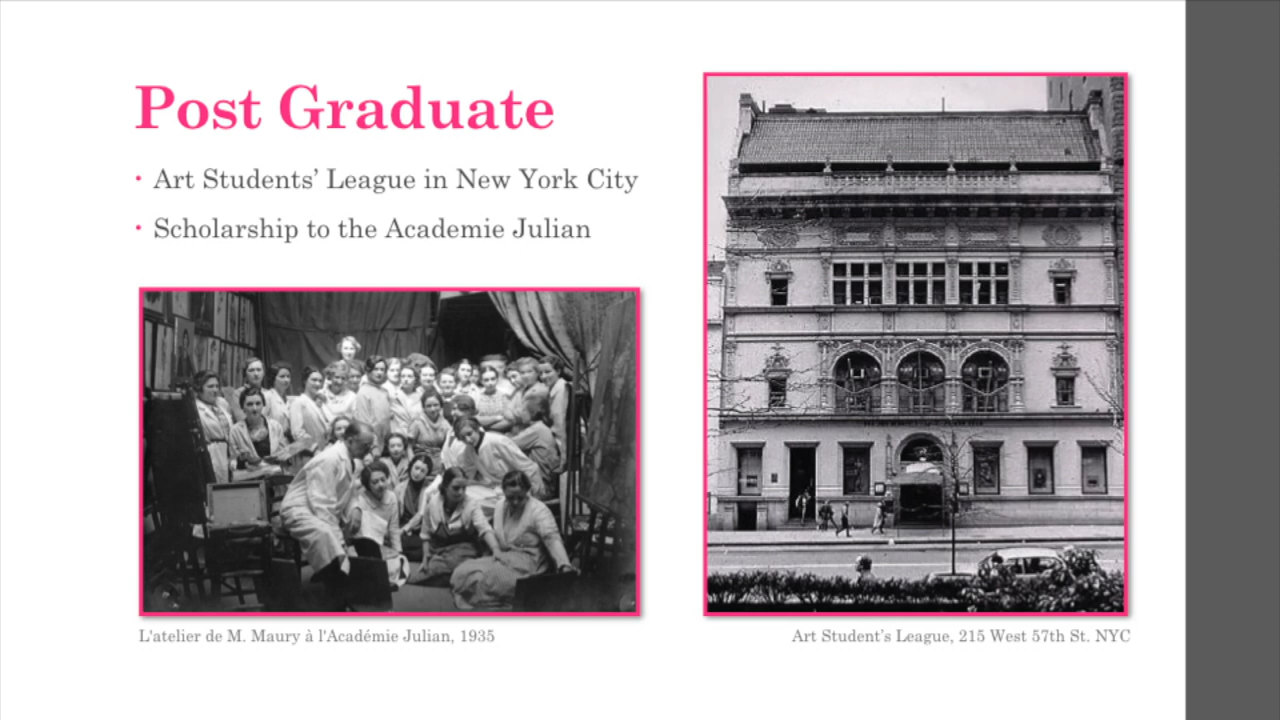 Post Graduate
• Art Students’ League in New York City
• Scholarship to the Academie Julian
L'atelier de M. Maury à l'Académie Julian, 1935
Art Student’s League, 215 West 57th St. NYC